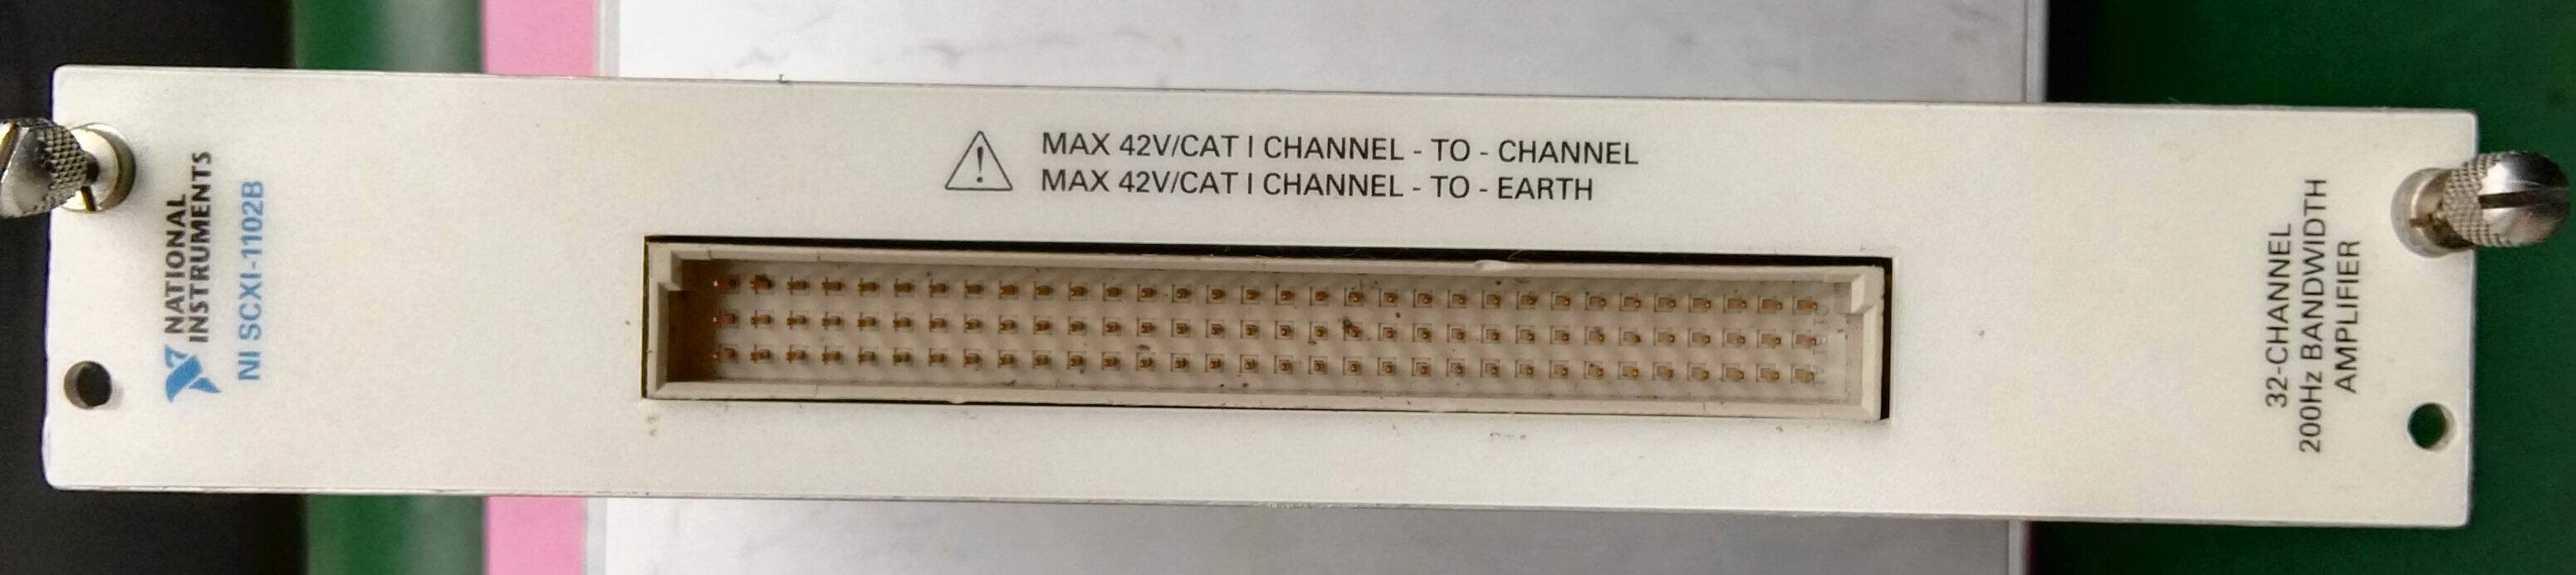 NATIONAL
INSTRUMENTS
NI SCXI-1102B
MAX 42V/CAT I CHANNEL - TO - CHANNEL
MAX 42V/CAT I CHANNEL - TO - EARTH
32-CHANNEL
200Hz BANDWIDTH
AMPLIFIER